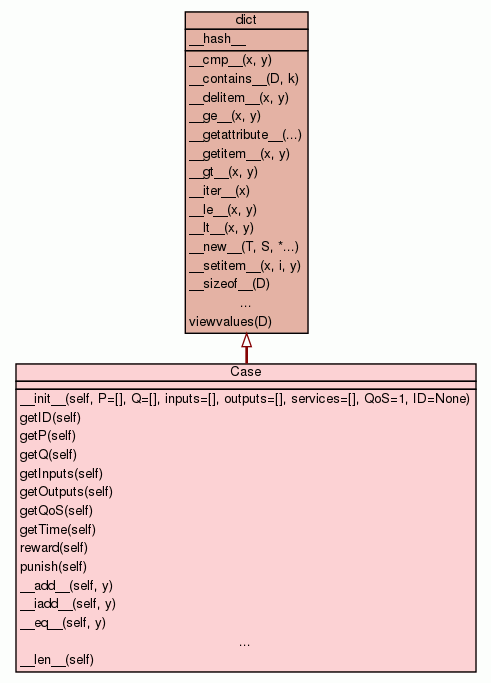 dict
__hash__
__cmp__(x, y)
__contains__(D, k)
__delitem__(x, y)
__ge__(x, y)
__getattribute__(...)
__getitem__(x, y)
__gt__(x, y)
__iter__(x)
__le__(x, y)
__lt__(x, y)
__new__(T, S, *...)
__setitem__(x, i, y)
__sizeof__(D)
...
viewvalues(D)
Case
__init__(self, P=[], Q=[], inputs=[], outputs=[], services=[], QoS=1, ID=None)
getID(self)
getP(self)
getQ(self)
getInputs(self)
getOutputs(self)
getQoS(self)
getTime(self)
reward(self)
punish(self)
__add__(self, y)
__iadd__(self, y)
__eq__(self, y)
...
__len__(self)